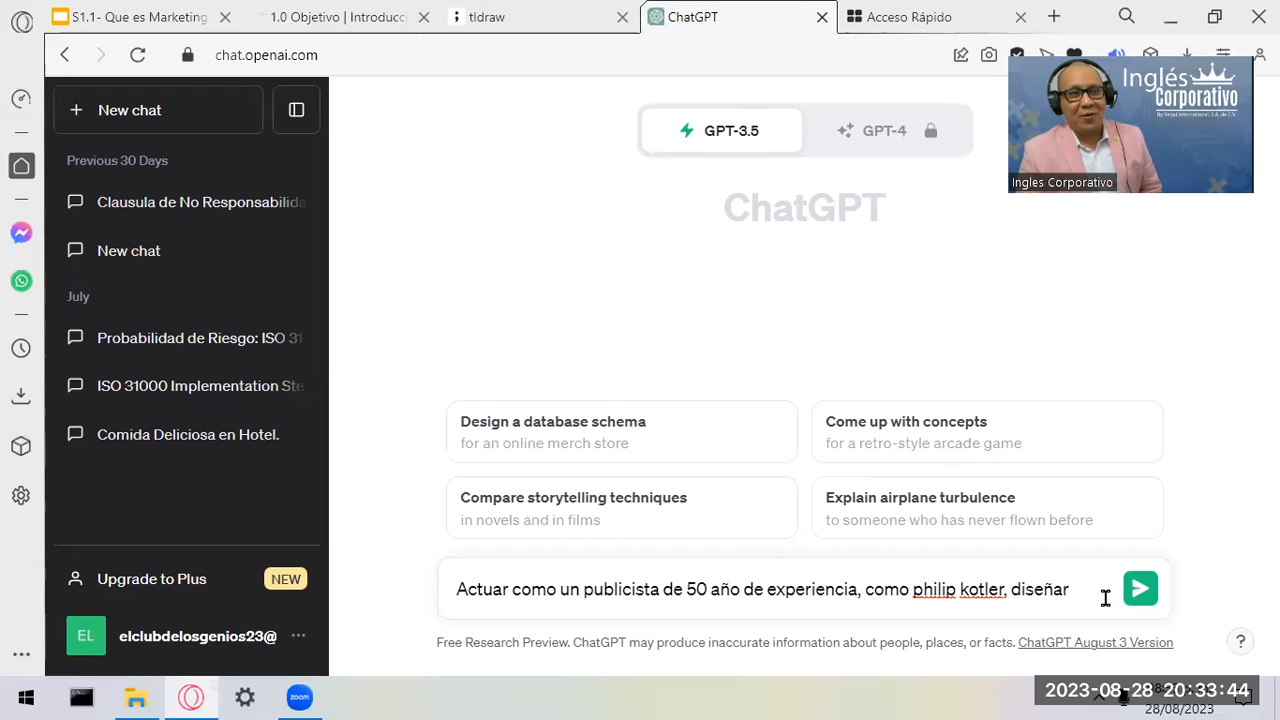 S1.1- Que es Marketing
1.0 Objetivo | Introducc
tldraw
ChatGPT
Acceso Rápido
chat.openai.com
Inglés
Corporativo
By Regal International, S.A. de C.V.
Ingles Corporativo
New chat
GPT-3.5
GPT-4
Previous 30 Days
Clausula de No Responsabilida
New chat
July
Probabilidad de Riesgo: ISO 31
ISO 31000 Implementation Ste
Comida Deliciosa en Hotel.
ChatGPT
Design a database schema
for an online merch store
Come up with concepts
for a retro-style arcade game
Compare storytelling techniques
in novels and in films
Explain airplane turbulence
to someone who has never flown before
Upgrade to Plus
NEW
EL
elclubdelosgenios23@
Actuar como un publicista de 50 año de experiencia, como philip kotler, diseñar
Free Research Preview. ChatGPT may produce inaccurate information about people, places, or facts. ChatGPT August 3 Version
?
zoom
2023-08-28 20:33:44
28/08/2023